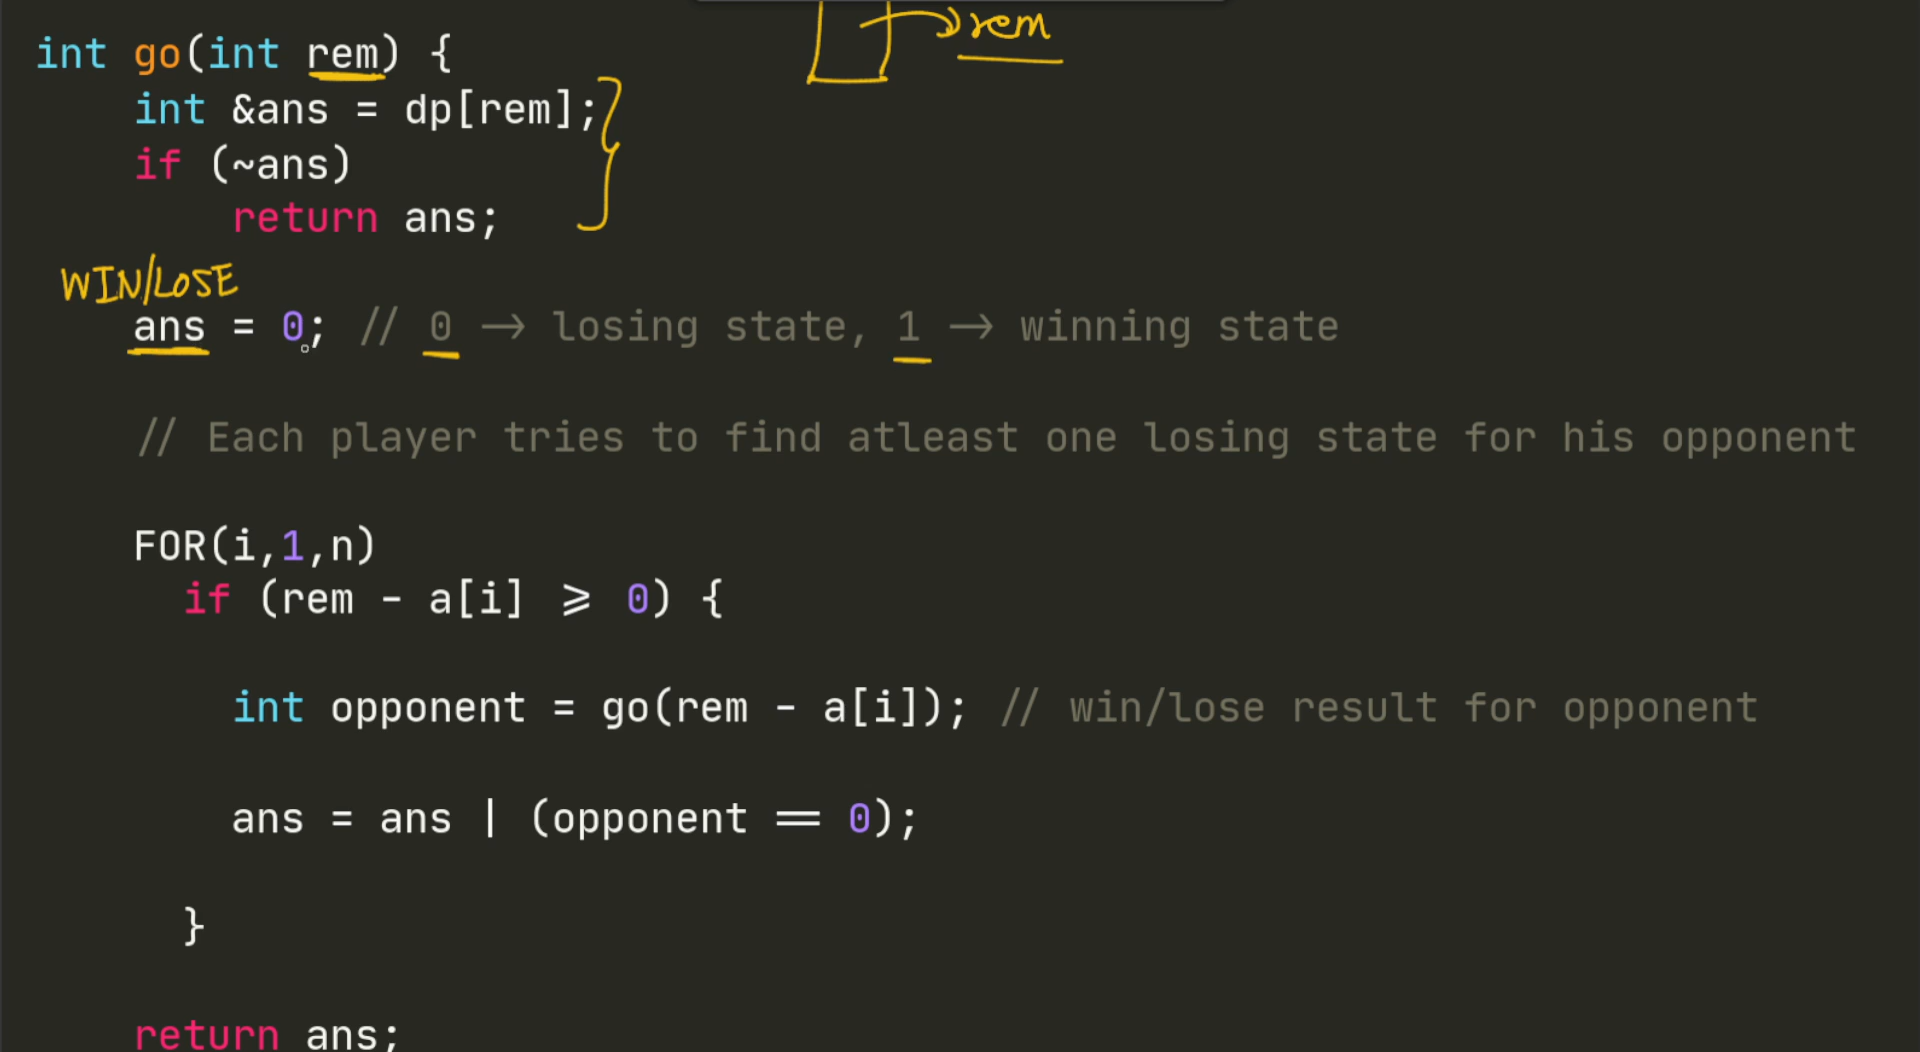 rem
int go(int rem) {
int &ans = dp[rem];
if (~ans)
return ans;
WIN/LOSE
ans = 0; // 0 → losing state, 1 → winning state
// Each player tries to find atleast one losing state for his opponent
FOR(i,1,n)
if (rem - a[i] ⩾ 0) {
int opponent = go(rem - a[i]); // win/lose result for opponent
ans = ans | (opponent == 0);
}
return ans;